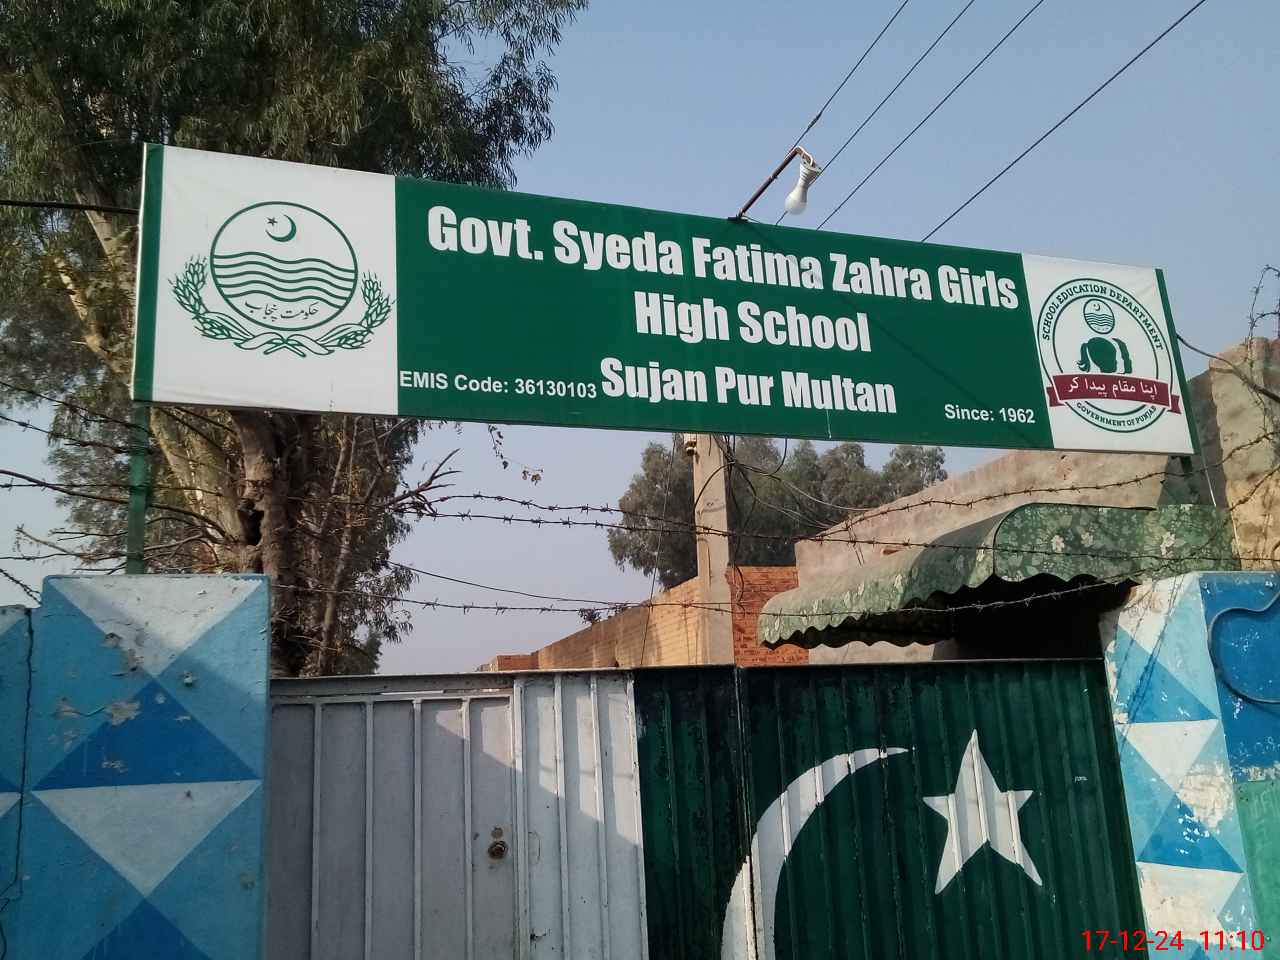 حکومت پنجاب
Govt. Syeda Fatima Zahra Girls
High School
EMIS Code: 36130103
Sujan Pur Multan
Since: 1962
SCHOOL EDUCATION DEPARTMENT
اپنا مقام پیدا کر
GOVERNMENT OF PUNJAB
17-12-24 11:10